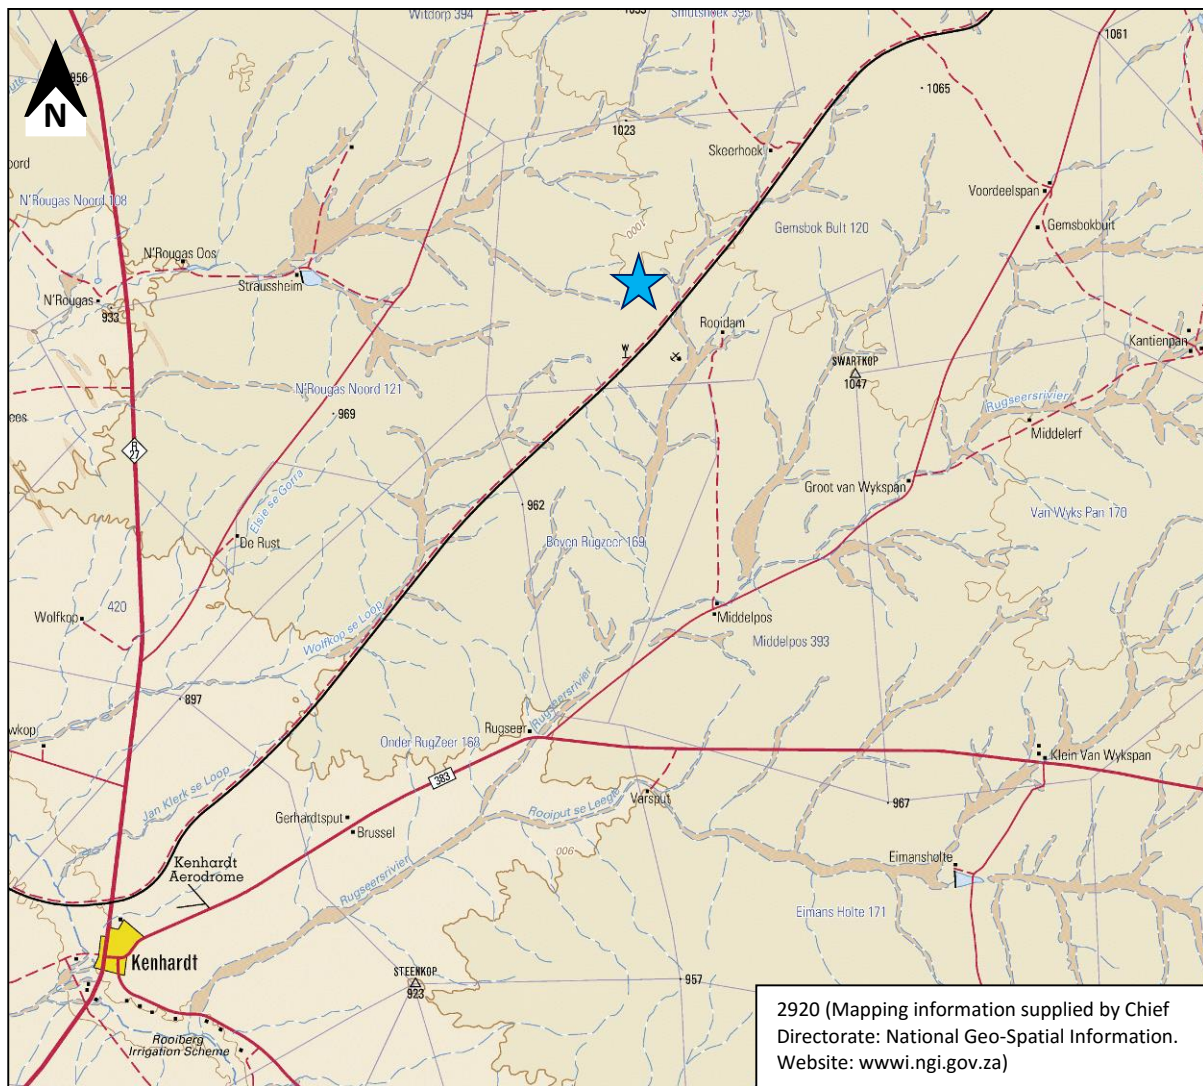 Witdorp 394
Smutshoek 395
1061
N
956
1065
1023
Skeerhoek
Voordeelspan
N'Rougas Noord 108
Gemsbok Bult 120
Gemsbokbult
1000
N'Rougas Oos
Straussheim
N'Rougas
933
Rooidam
W
Kantienpan
SWARTKOP
1047
N'Rougas Noord 121
969
Rugseersrivier
Middelerf
R
27
Groot van Wykspan
962
Van Wyks Pan 170
Elsie se Gorra
De Rust
Boven Rugzeer 169
420
Wolfkop
Middelpos
Wolfkop se Loop
Middelpos 393
897
Rugseersrivier
Rugseer
Onder RugZeer 168
Klein Van Wykspan
383
Jan Klerk se Loop
Varsput
967
Rooiput se Leegte
Gerhardtsput
Brussel
900
Kenhardt
Aerodrome
Eimansholte
Rugseersrivier
Eimans Holte 171
Kenhardt
STEENKOP
923
957
Rooiberg
Irrigation Scheme
2920 (Mapping information supplied by Chief
Directorate: National Geo-Spatial Information.
Website: wwwi.ngi.gov.za)